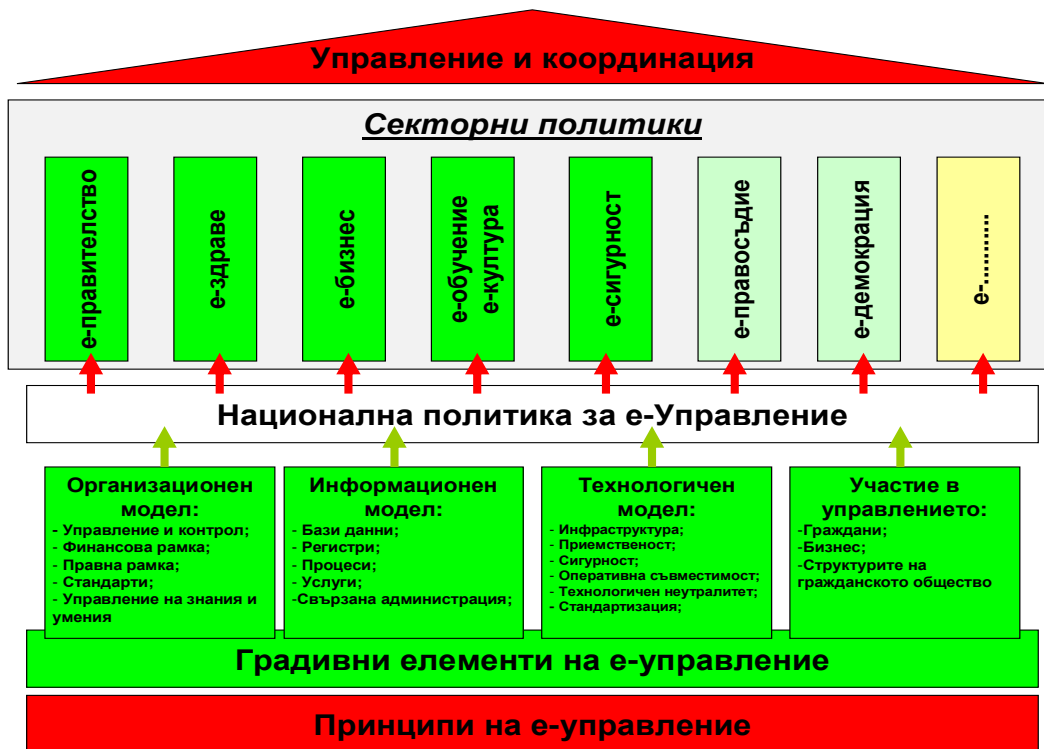 Управление и координация
Секторни политики
е-правителство
е-здраве
е-бизнес
е-обучение
е-култура
е-сигурност
е-правосъдие
е-демокрация
е-...........
Национална политика за е-Управление
Организационен
модел:
- Управление и контрол;
- Финансова рамка;
- Правна рамка;
- Стандарти;
- Управление на знания и
умения
Информационен
модел:
- Бази данни;
- Регистри;
- Процеси;
- Услуги;
-Свързана администрация;
Технологичен
модел:
- Инфраструктура;
- Приемственост;
- Сигурност;
- Оперативна съвместимост;
- Технологичен неутралитет;
- Стандартизация;
Участие в
управлението:
-Граждани;
-Бизнес;
-Структурите на
гражданското общество
Градивни елементи на е-управление
Принципи на е-управление